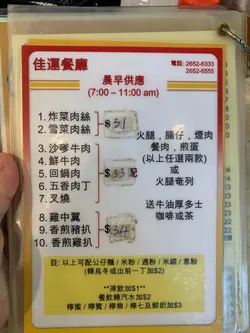 佳運餐廳
電話: 2652-6333
2652-6555
晨早供應
(7:00 – 11:00 am)
1. 炸菜肉絲
2. 雪菜肉絲
$31
3. 沙嗲牛肉
4. 鮮牛肉
5. 回鍋肉
6. 五香肉丁
7. 叉燒
$33
配
8. 雞中翼
9. 香煎豬扒
10. 香煎雞扒
$34
火腿，腸仔，煙肉
餐肉，煎蛋
(以上任選兩款)
或
火腿奄列
送牛油厚多士
咖啡或茶
註: 以上可配公仔麵 / 米粉 / 通粉 / 米線 / 意粉
(轉烏冬或出前一丁加$2)
**凍飲加$1
餐飲轉汽水加$2
檸蜜 / 檸賓 / 檸樂 / 檸七及鮮奶加$3